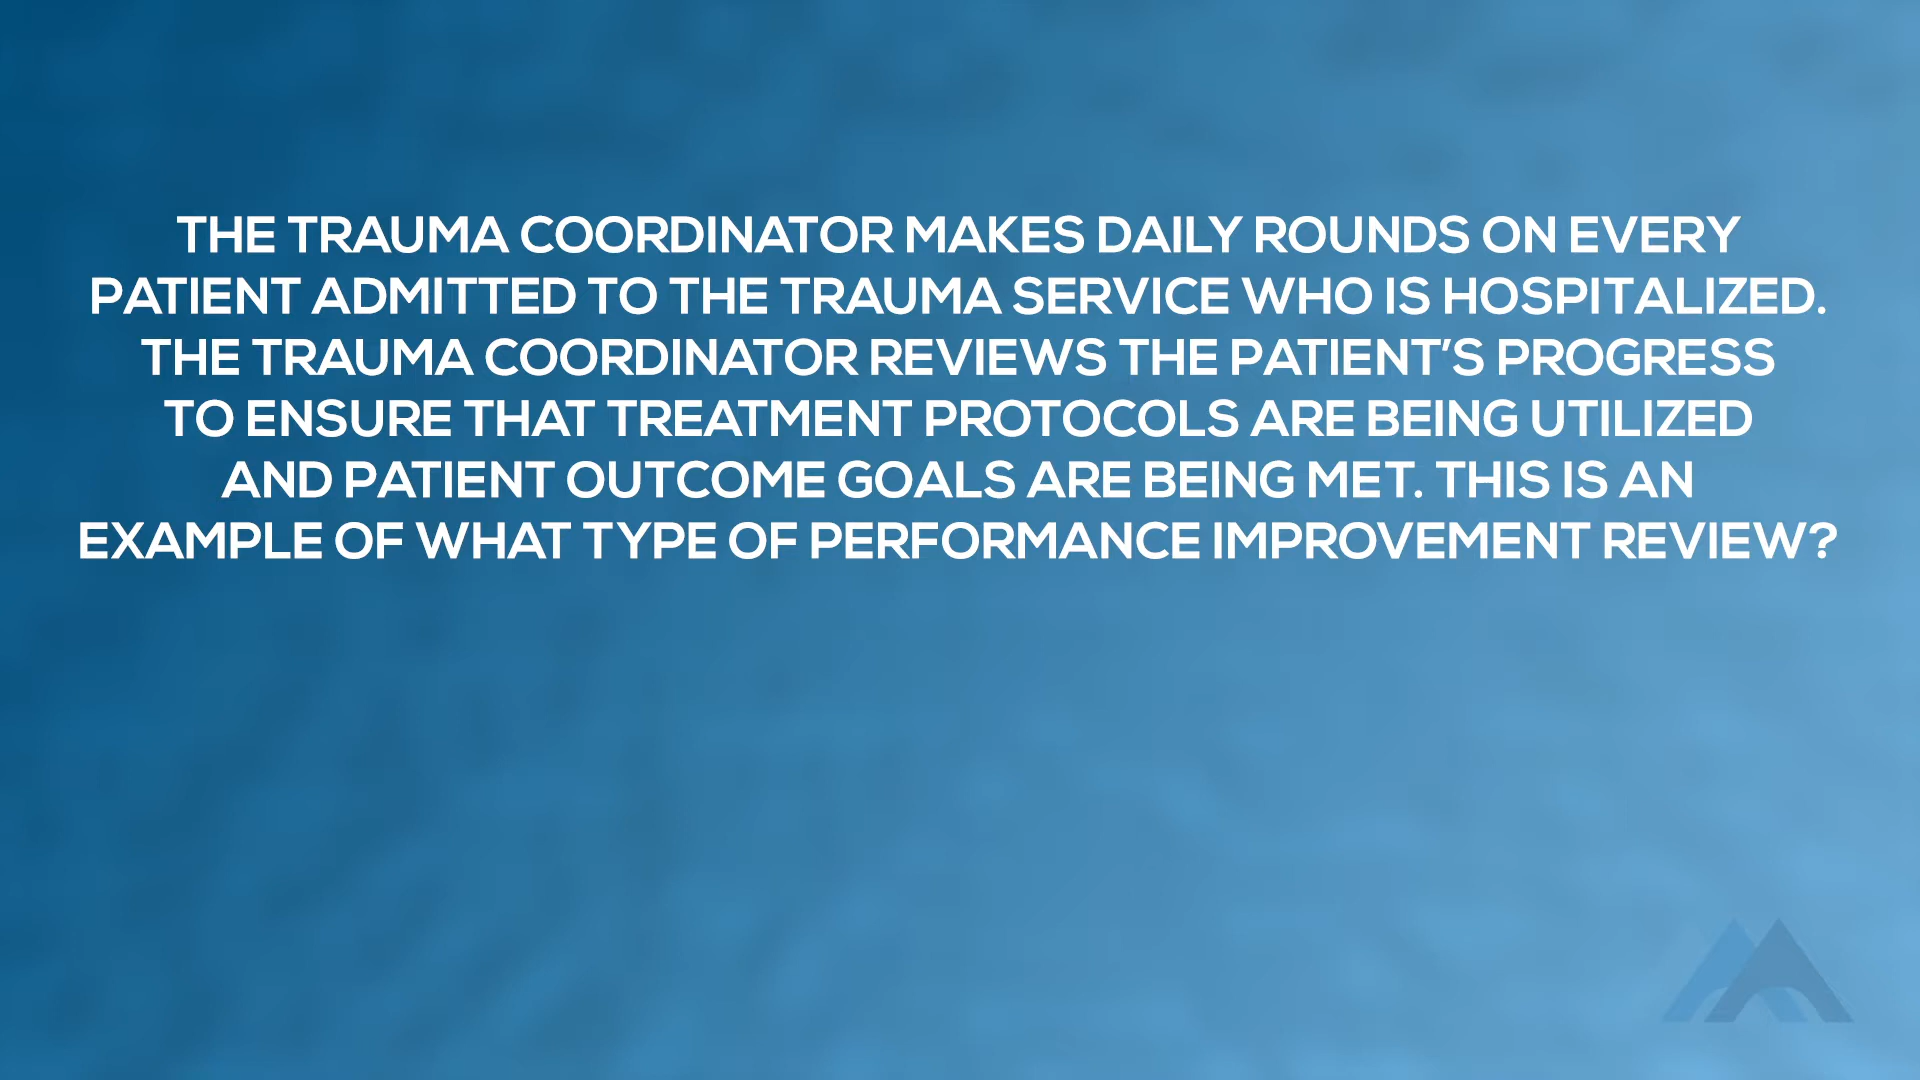 THE TRAUMA COORDINATOR MAKES DAILY ROUNDS ON EVERY
PATIENT ADMITTED TO THE TRAUMA SERVICE WHO IS HOSPITALIZED.
THE TRAUMA COORDINATOR REVIEWS THE PATIENT'S PROGRESS
TO ENSURE THAT TREATMENT PROTOCOLS ARE BEING UTILIZED
AND PATIENT OUTCOME GOALS ARE BEING MET. THIS IS AN
EXAMPLE OF WHAT TYPE OF PERFORMANCE IMPROVEMENT REVIEW?